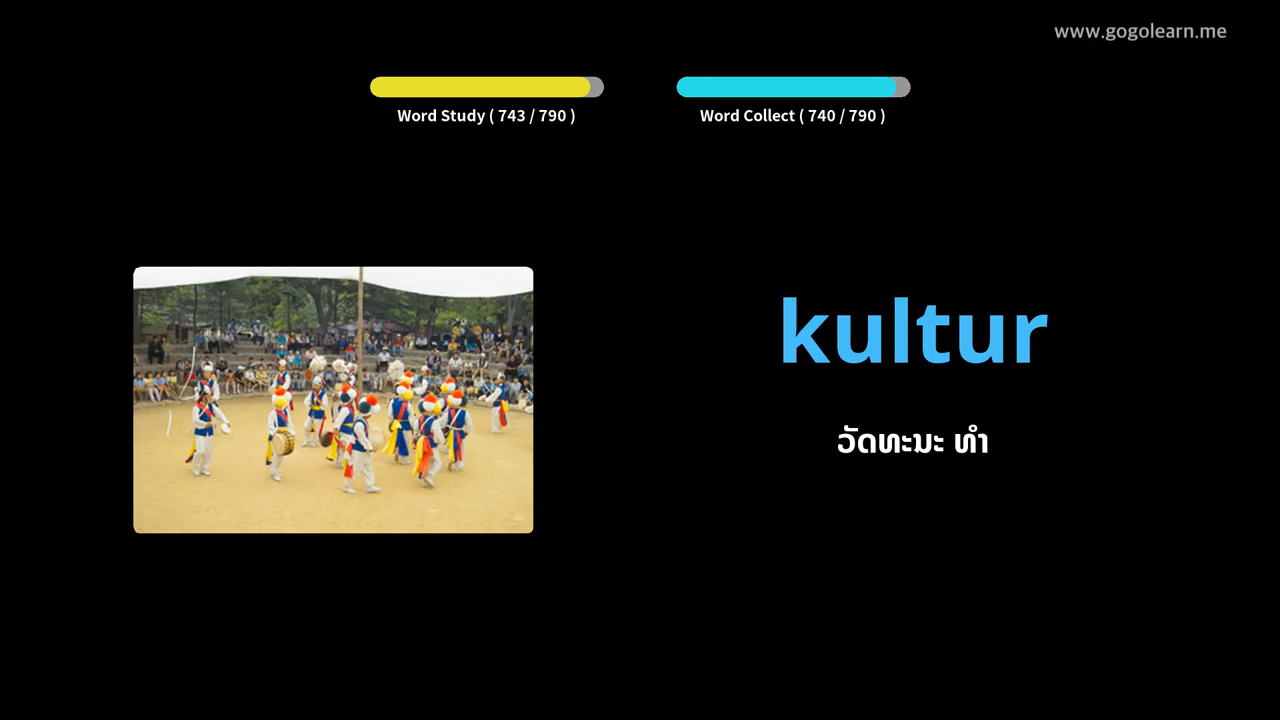 www.gogolearn.me
Word Study ( 743 / 790 )
Word Collect ( 740 / 790 )
kultur
ວັດທະນະ ທຳ